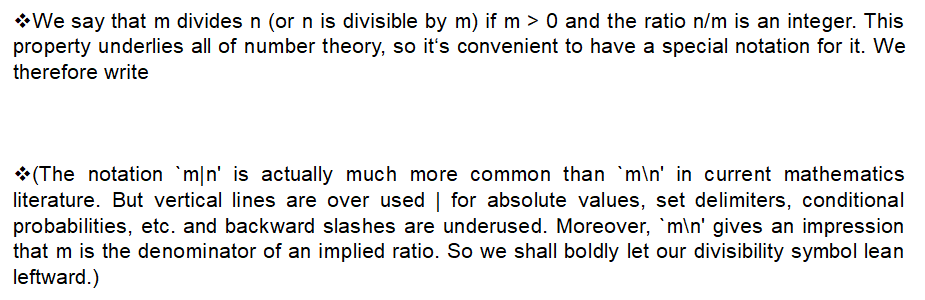 ❖We say that m divides n (or n is divisible by m) if m > 0 and the ratio n/m is an integer. This
property underlies all of number theory, so it‘s convenient to have a special notation for it. We
therefore write
❖(The notation `m|n' is actually much more common than `m\n' in current mathematics
literature. But vertical lines are over used | for absolute values, set delimiters, conditional
probabilities, etc. and backward slashes are underused. Moreover, `m\n' gives an impression
that m is the denominator of an implied ratio. So we shall boldly let our divisibility symbol lean
leftward.)